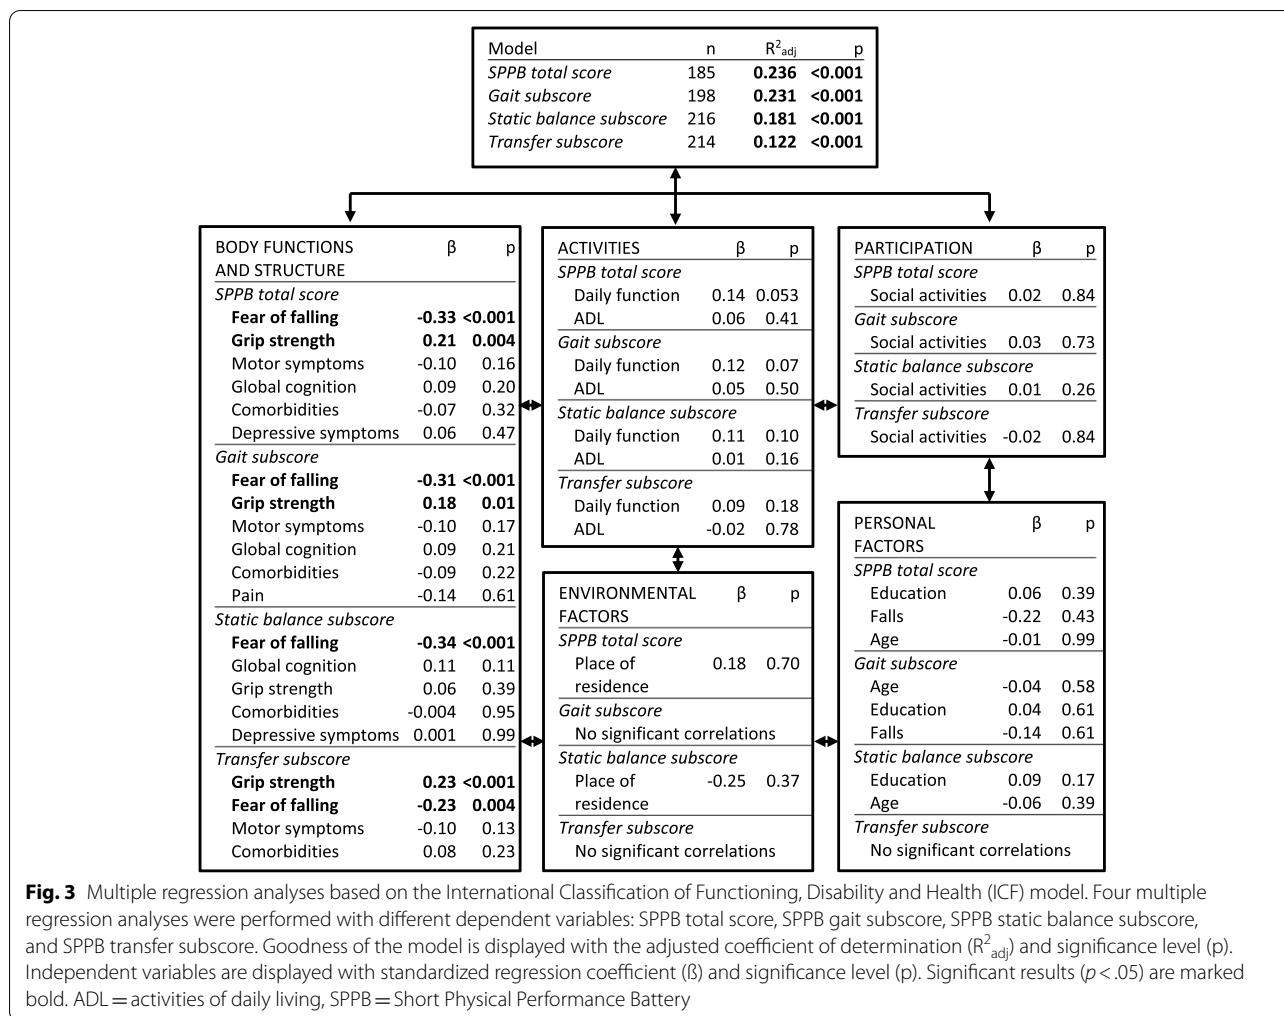 Model n R²adj p
SPPB total score 185 0.236 <0.001
Gait subscore 198 0.231 <0.001
Static balance subscore 216 0.181 <0.001
Transfer subscore 214 0.122 <0.001
BODY FUNCTIONS β p
AND STRUCTURE
SPPB total score
Fear of falling -0.33 <0.001
Grip strength 0.21 0.004
Motor symptoms -0.10 0.16
Global cognition 0.09 0.20
Comorbidities -0.07 0.32
Depressive symptoms 0.06 0.47
Gait subscore
Fear of falling -0.31 <0.001
Grip strength 0.18 0.01
Motor symptoms -0.10 0.17
Global cognition 0.09 0.21
Comorbidities -0.09 0.22
Pain -0.14 0.61
Static balance subscore
Fear of falling -0.34 <0.001
Global cognition 0.11 0.11
Grip strength 0.06 0.39
Comorbidities -0.004 0.95
Depressive symptoms 0.001 0.99
Transfer subscore
Grip strength 0.23 <0.001
Fear of falling -0.23 0.004
Motor symptoms -0.10 0.13
Comorbidities 0.08 0.23
ACTIVITIES β p
SPPB total score
Daily function 0.14 0.053
ADL 0.06 0.41
Gait subscore
Daily function 0.12 0.07
ADL 0.05 0.50
Static balance subscore
Daily function 0.11 0.10
ADL 0.01 0.16
Transfer subscore
Daily function 0.09 0.18
ADL -0.02 0.78
PARTICIPATION β p
SPPB total score
Social activities 0.02 0.84
Gait subscore
Social activities 0.03 0.73
Static balance subscore
Social activities 0.01 0.26
Transfer subscore
Social activities -0.02 0.84
ENVIRONMENTAL β p
FACTORS
SPPB total score
Place of 0.18 0.70
residence
Gait subscore
No significant correlations
Static balance subscore
Place of -0.25 0.37
residence
Transfer subscore
No significant correlations
PERSONAL β p
FACTORS
SPPB total score
Education 0.06 0.39
Falls -0.22 0.43
Age -0.01 0.99
Gait subscore
Age -0.04 0.58
Education 0.04 0.61
Falls -0.14 0.61
Static balance subscore
Education 0.09 0.17
Age -0.06 0.39
Transfer subscore
No significant correlations
Fig. 3 Multiple regression analyses based on the International Classification of Functioning, Disability and Health (ICF) model. Four multiple
regression analyses were performed with different dependent variables: SPPB total score, SPPB gait subscore, SPPB static balance subscore,
and SPPB transfer subscore. Goodness of the model is displayed with the adjusted coefficient of determination (R²adj) and significance level (p).
Independent variables are displayed with standardized regression coefficient (ß) and significance level (p). Significant results (p < .05) are marked
bold. ADL = activities of daily living, SPPB = Short Physical Performance Battery